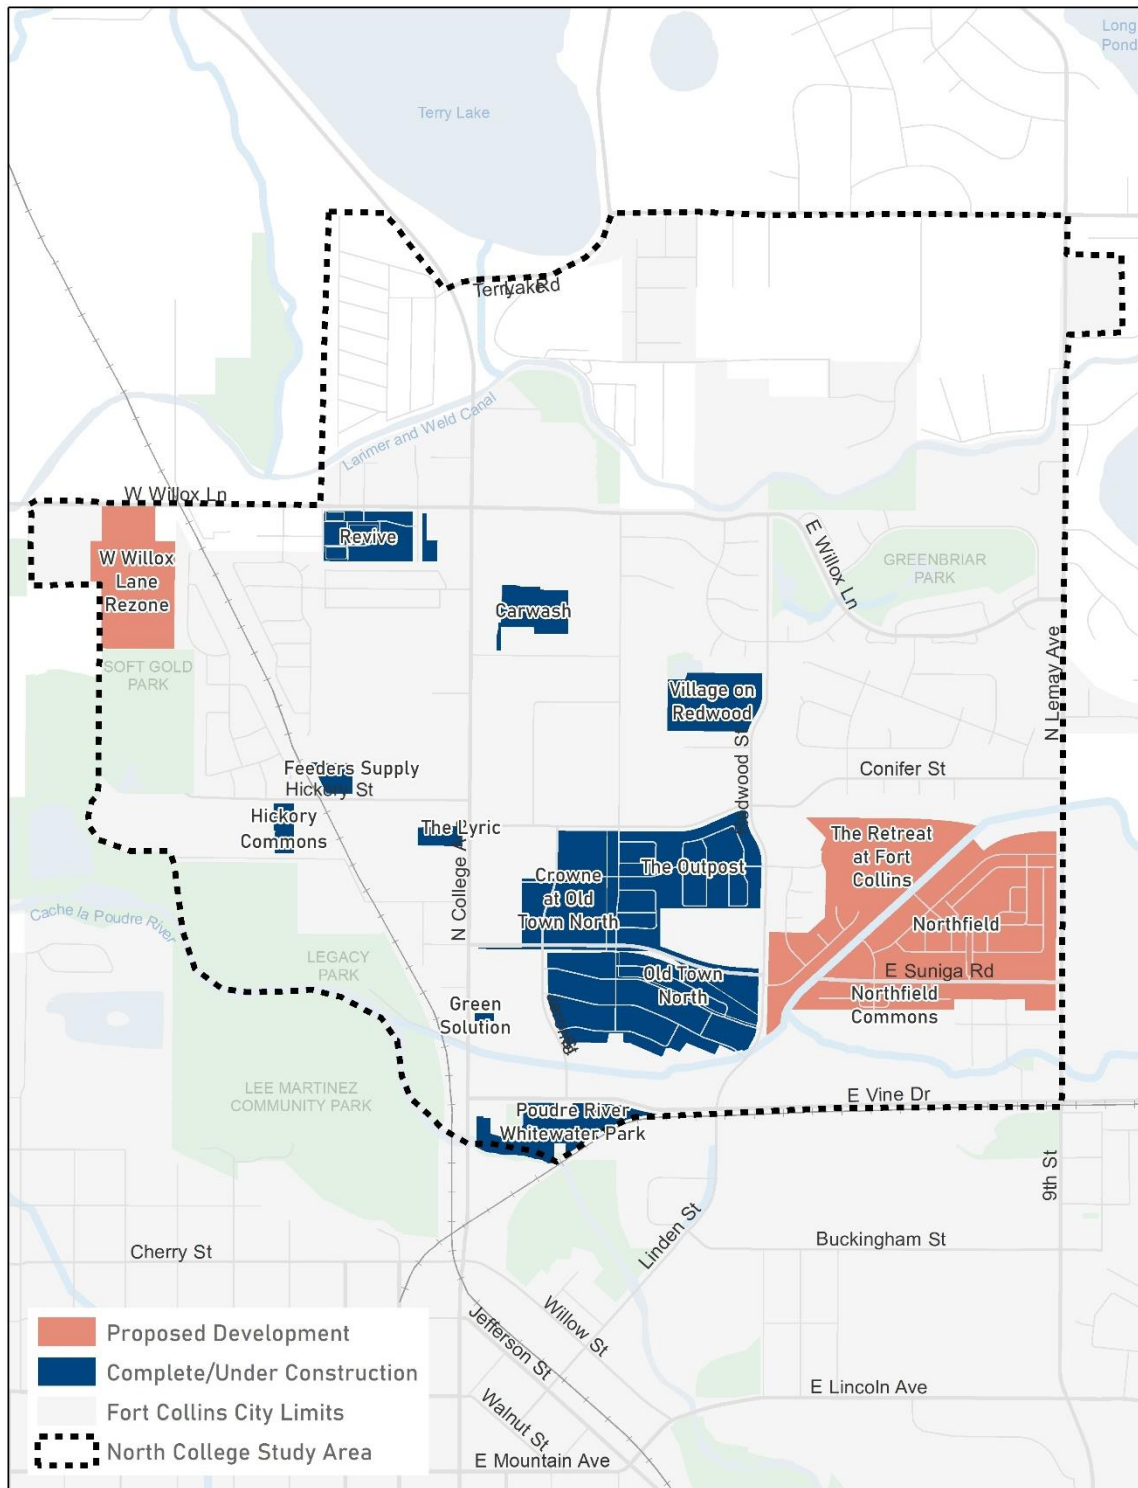 Long
Pond
Terry Lake
TerryLakeRd
Larimer and Weld Canal
W Willox Ln
Revive
E Willox Ln
GREENBRIAR
PARK
W Willox
Lane
Rezone
Carwash
SOFT GOLD
PARK
N Lemay Ave
Village on
Redwood
Redwood St
Feeders Supply
Hickory St
Conifer St
Hickory
Commons
The Lyric
N College Av
The Outpost
The Retreat
at Fort
Collins
Crowne
at Old
Town North
Cache la Poudre River
Northfield
LEGACY
PARK
Old Town
North
E Suniga Rd
Northfield
Commons
Green
Solution
LEE MARTINEZ
COMMUNITY PARK
E Vine Dr
Poudre River
Whitewater Park
9th St
Linden St
Cherry St
Buckingham St
Willow St
Jefferson St
Walnut St
E Lincoln Ave
E Mountain Ave
Proposed Development
Complete/Under Construction
Fort Collins City Limits
North College Study Area